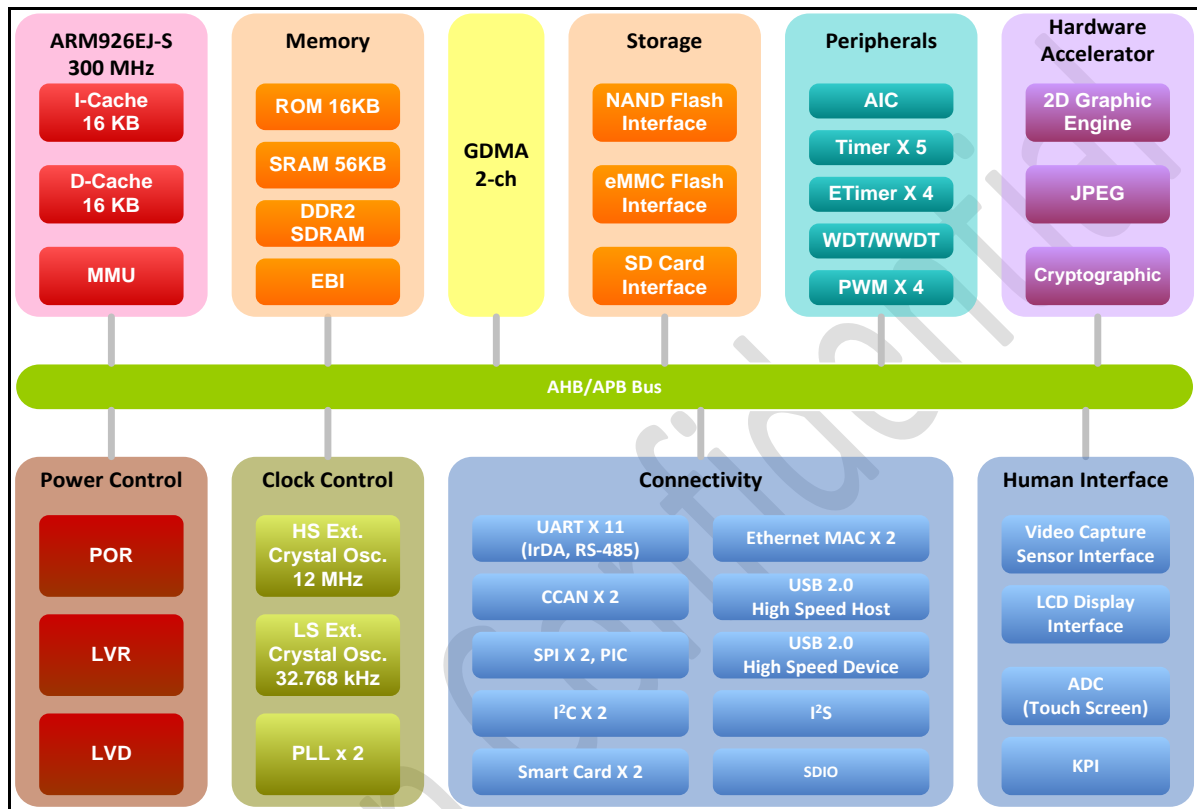 ARM926EJ-S
300 MHz
I-Cache
16 KB
D-Cache
16 KB
MMU
Memory
ROM 16KB
SRAM 56KB
DDR2
SDRAM
EBI
GDMA
2-ch
Storage
NAND Flash
Interface
eMMC Flash
Interface
SD Card
Interface
Peripherals
AIC
Timer X 5
ETimer X 4
WDT/WWDT
PWM X 4
Hardware
Accelerator
2D Graphic
Engine
JPEG
Cryptographic
AHB/APB Bus
Power Control
POR
LVR
LVD
Clock Control
HS Ext.
Crystal Osc.
12 MHz
LS Ext.
Crystal Osc.
32.768 kHz
PLL x 2
Connectivity
UART X 11
(IrDA, RS-485)
CCAN X 2
SPI X 2, PIC
I²C X 2
Smart Card X 2
Ethernet MAC X 2
USB 2.0
High Speed Host
USB 2.0
High Speed Device
I²S
SDIO
Human Interface
Video Capture
Sensor Interface
LCD Display
Interface
ADC
(Touch Screen)
KPI
Confidential